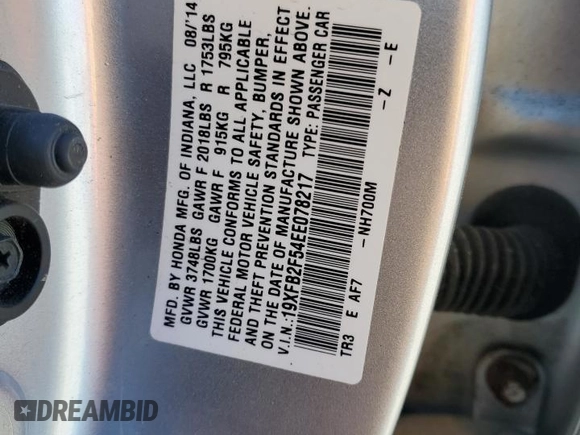 MFD. BY HONDA MFG. OF INDIANA, LLC 08/'14
GVWR 3748LBS GAWR F 2018LBS R 1753LBS
GVWR 1700KG GAWR F 915KG R 795KG
THIS VEHICLE CONFORMS TO ALL APPLICABLE
FEDERAL MOTOR VEHICLE SAFETY, BUMPER,
AND THEFT PREVENTION STANDARDS IN EFFECT
ON THE DATE OF MANUFACTURE SHOWN ABOVE.
V.I.N.:19XFB2F54EE078217 TYPE: PASSENGER CAR
TR3 E AF7 -NH700M -Z -E
DREAMBID